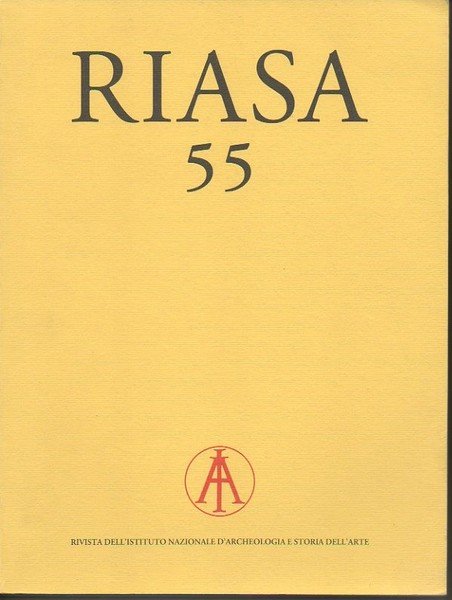 RIASA
55
RIVISTA DELL'ISTITUTO NAZIONALE D'ARCHEOLOGIA E STORIA DELL'ARTE